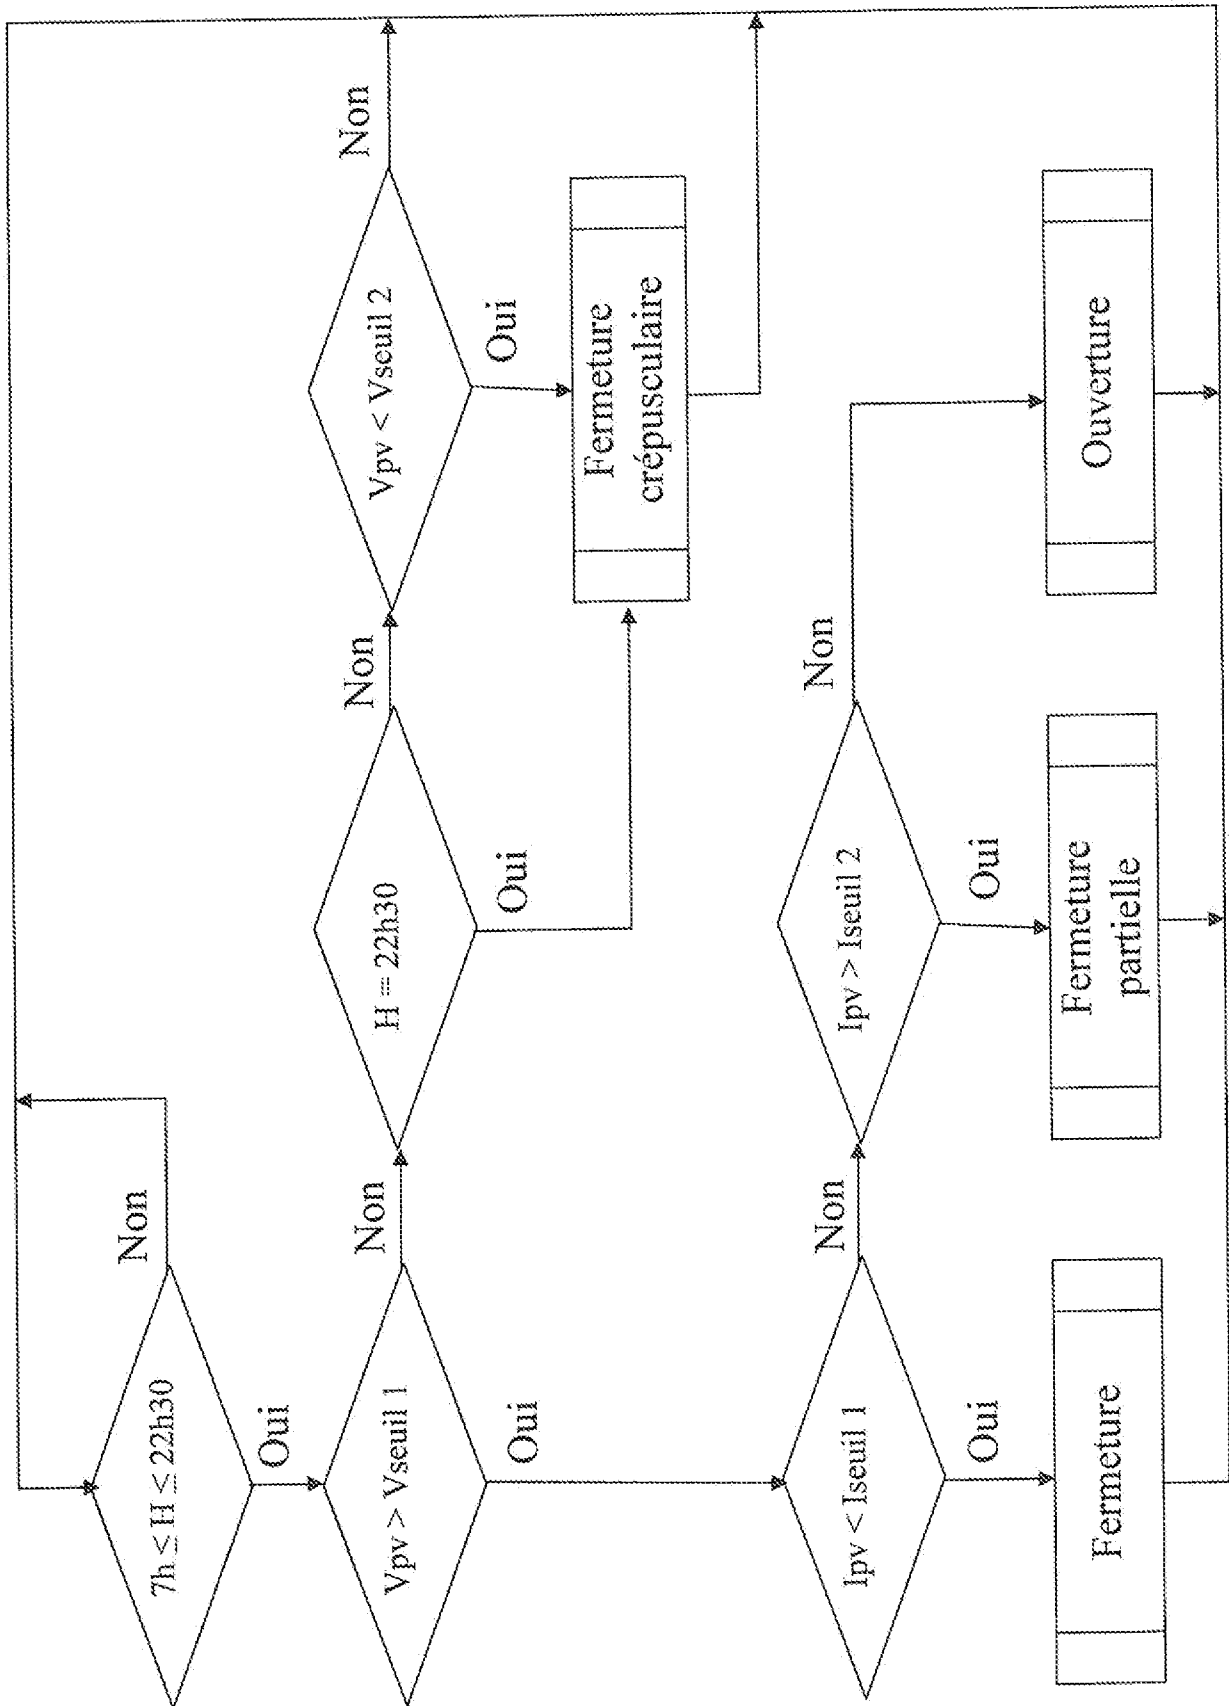 7h ≤ H ≤ 22h30
Non
Oui
Vpv > Vseuil 1
Non
H = 22h30
Non
Vpv < Vseuil 2
Non
Oui
Oui
Oui
Fermeture
crépusculaire
Ipv < Iseuil 1
Non
Ipv > Iseuil 2
Non
Oui
Oui
Fermeture
Fermeture
partielle
Ouverture